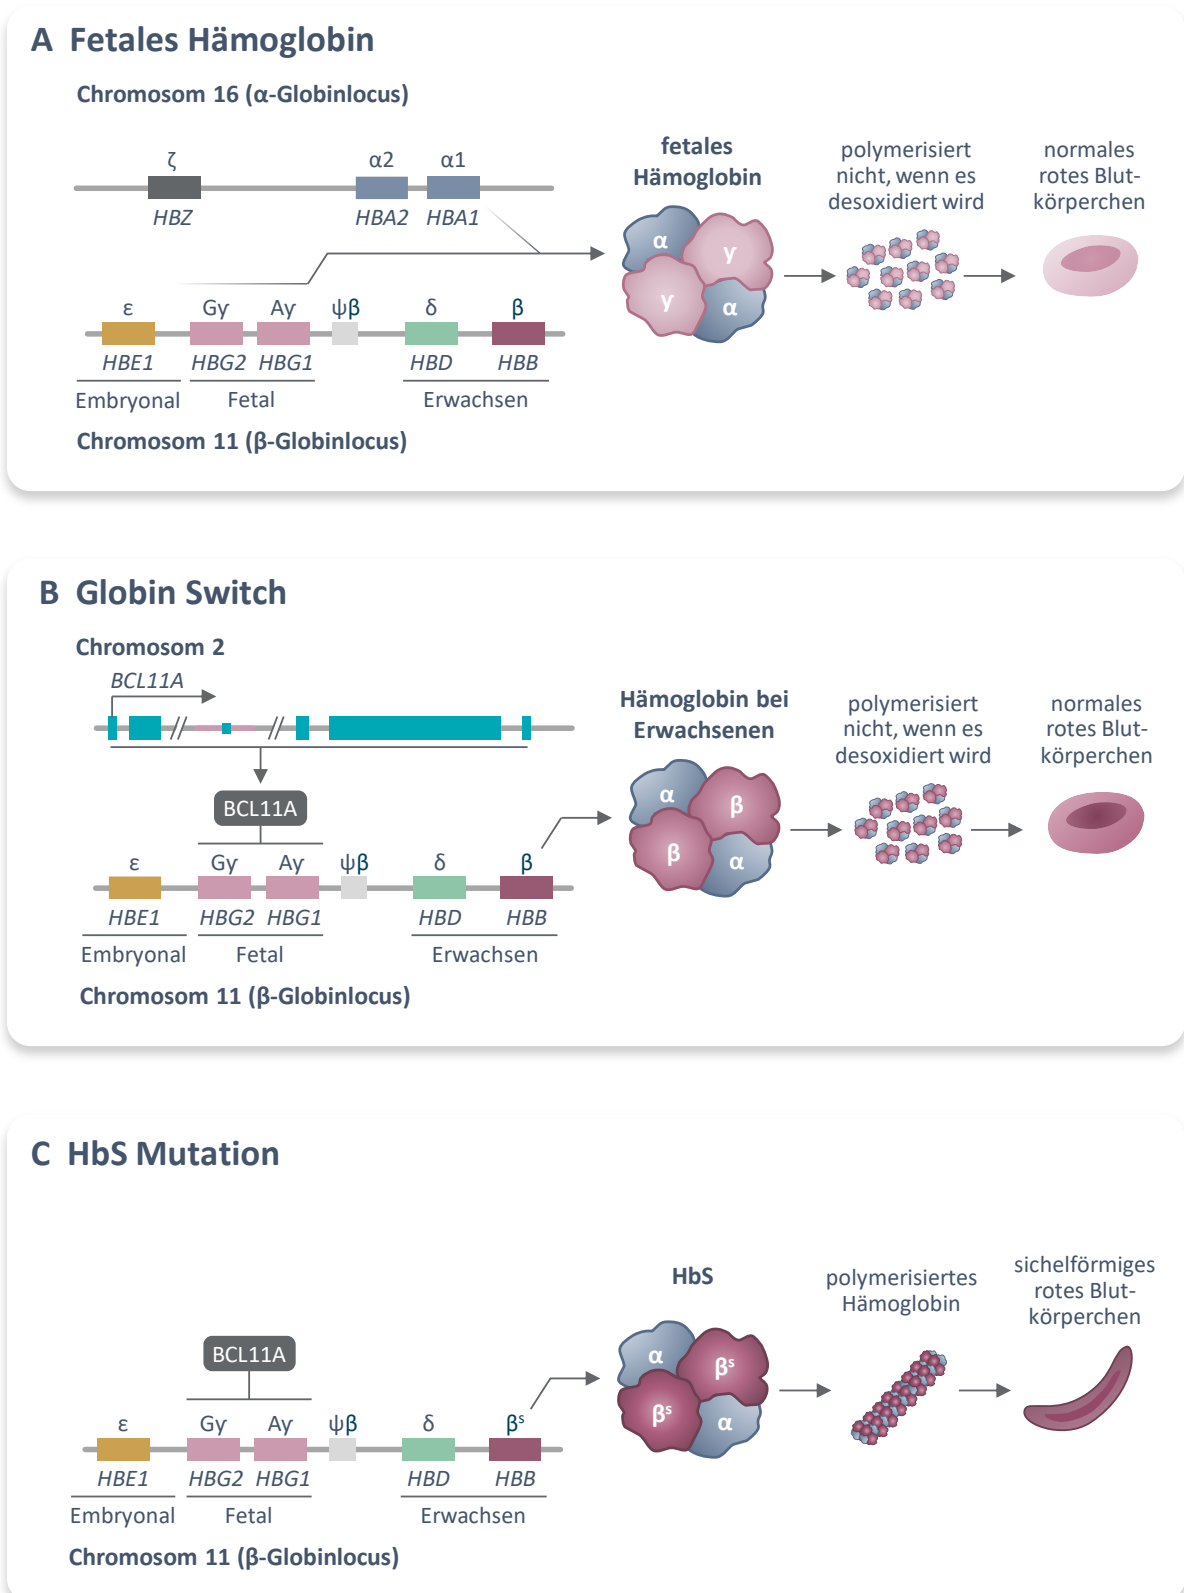 A Fetales Hämoglobin
Chromosom 16 (α-Globinlocus)
ζ α2 α1
HBZ HBA2 HBA1
fetales
Hämoglobin
α γ
γ α
polymerisiert
nicht, wenn es
desoxidiert wird
normales
rotes Blut-
körperchen
ε Gγ Aγ ψβ δ β
HBE1 HBG2 HBG1 HBD HBB
Embryonal Fetal Erwachsen
Chromosom 11 (β-Globinlocus)
B Globin Switch
Chromosom 2
BCL11A
BCL11A
Hämoglobin bei
Erwachsenen
α β
β α
polymerisiert
nicht, wenn es
desoxidiert wird
normales
rotes Blut-
körperchen
ε Gγ Aγ ψβ δ β
HBE1 HBG2 HBG1 HBD HBB
Embryonal Fetal Erwachsen
Chromosom 11 (β-Globinlocus)
C HbS Mutation
BCL11A
HbS
α βˢ
βˢ α
polymerisiertes
Hämoglobin
sichelförmiges
rotes Blut-
körperchen
ε Gγ Aγ ψβ δ βˢ
HBE1 HBG2 HBG1 HBD HBB
Embryonal Fetal Erwachsen
Chromosom 11 (β-Globinlocus)